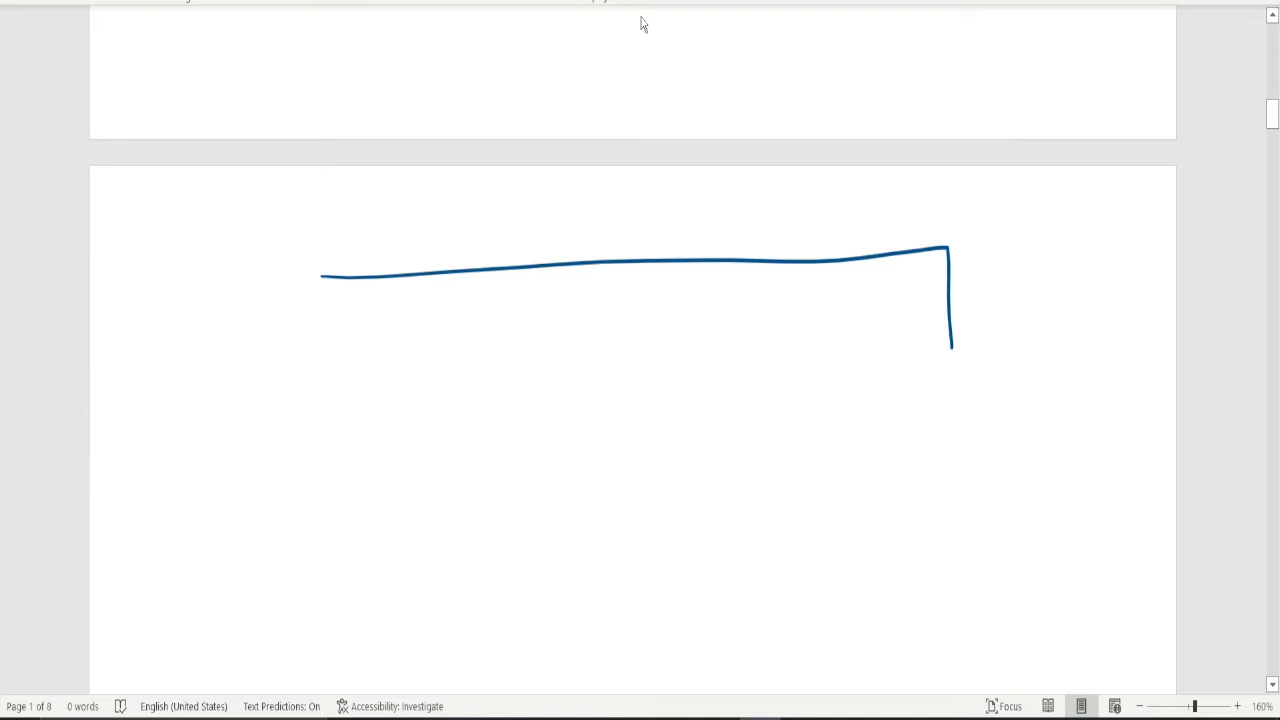 Page 1 of 8 0 words English (United States) Text Predictions: On Accessibility: Investigate Focus 160%